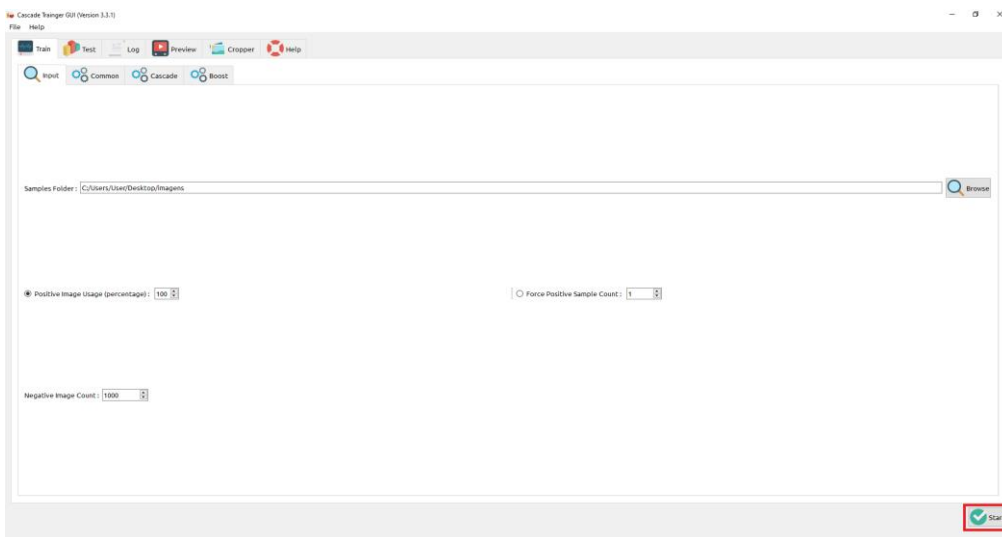 Cascade Trainger GUI (Version 3.3.1)
File Help
Train Test Log Preview Cropper Help
Input Common Cascade Boost
Samples Folder : C:/Users/User/Desktop/Imagens Browse
Positive Image Usage (percentage) : 100 Force Positive Sample Count : 1
Negative Image Count : 1000
Star